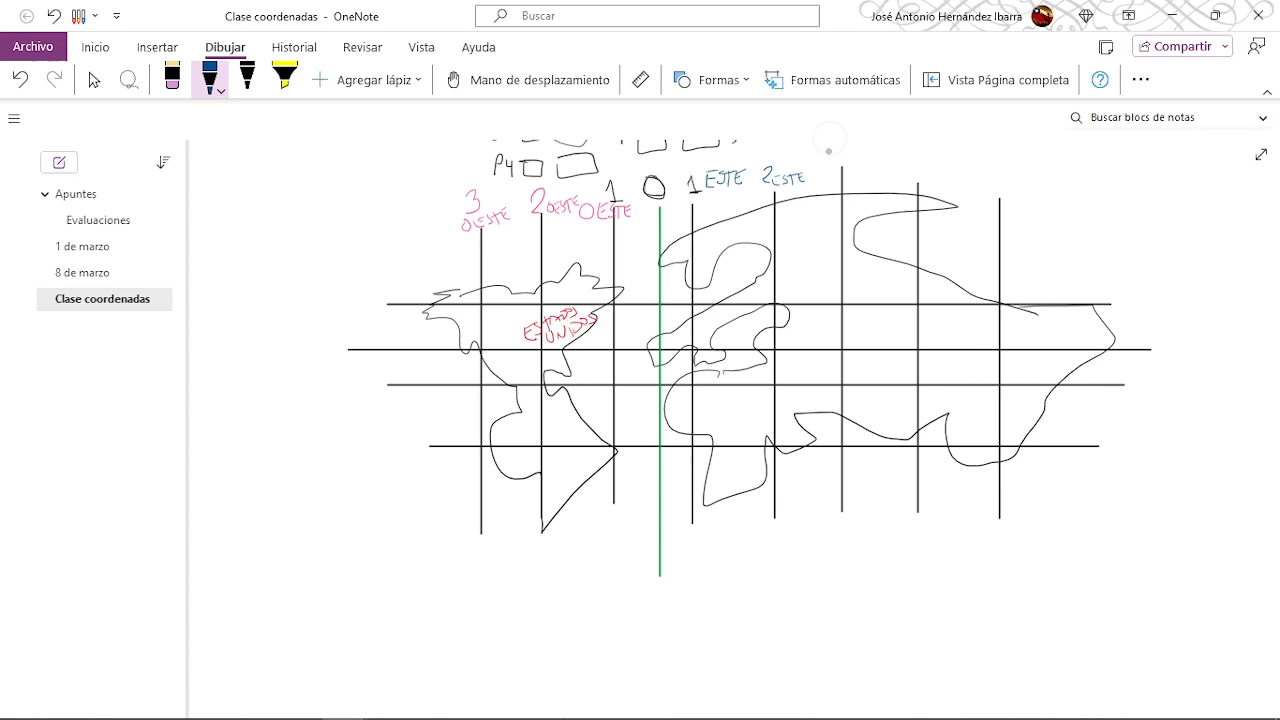 Clase coordenadas - OneNote
Buscar
José Antonio Hernández Ibarra
Archivo
Inicio
Insertar
Dibujar
Historial
Revisar
Vista
Ayuda
Compartir
Agregar lápiz
Mano de desplazamiento
Formas
Formas automáticas
Vista Página completa
Buscar blocs de notas
Apuntes
Evaluaciones
1 de marzo
8 de marzo
Clase coordenadas
P4
3 OESTE
2 OESTE
1 OESTE
0
1 ESTE
2 ESTE
ESTADOS
UNIDOS